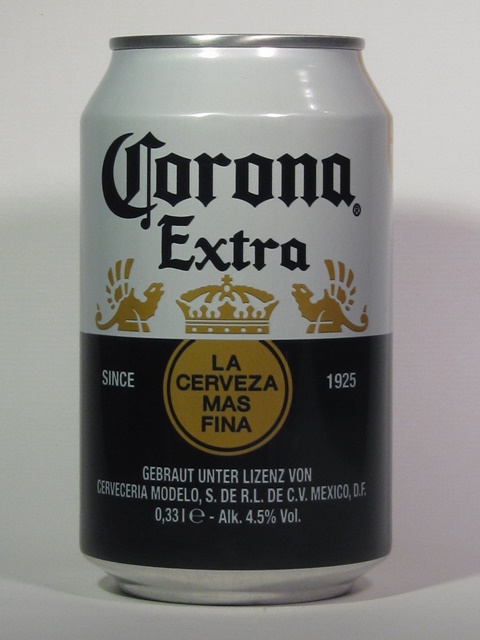 Corona®
Extra
SINCE
LA
CERVEZA
MAS
FINA
1925
GEBRAUT UNTER LIZENZ VON
CERVECERIA MODELO, S. DE R.L. DE C.V. MEXICO, D.F.
0,33 l ℮ - Alk. 4.5% Vol.